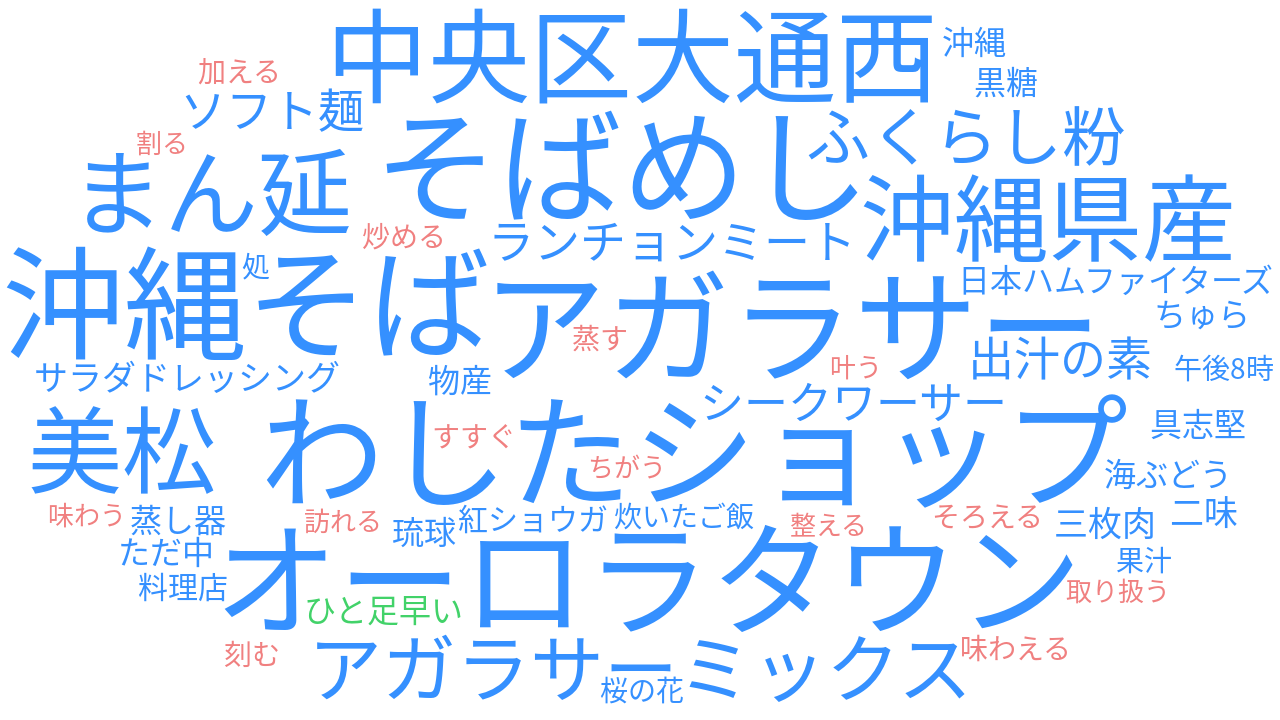 中央区大通西
沖縄
加える
黒糖
ソフト麺
ふくらし粉
割る
そばめし
まん延
沖縄県産
炒める
ランチョンミート
処
沖縄そば
日本ハムファイターズ
アガラサー
ちゅら
蒸す
出汁の素
叶う
午後8時
サラダドレッシング
物産
シークワーサー
美松
わしたショップ
具志堅
すすぐ
ちがう
海ぶどう
味わう
蒸し器
訪れる
琉球
紅ショウガ
炊いたご飯
整える
そろえる
三枚肉
二味
ただ中
オーロラタウン
果汁
料理店
ひと足早い
取り扱う
刻む
アガラサーミックス
味わえる
桜の花